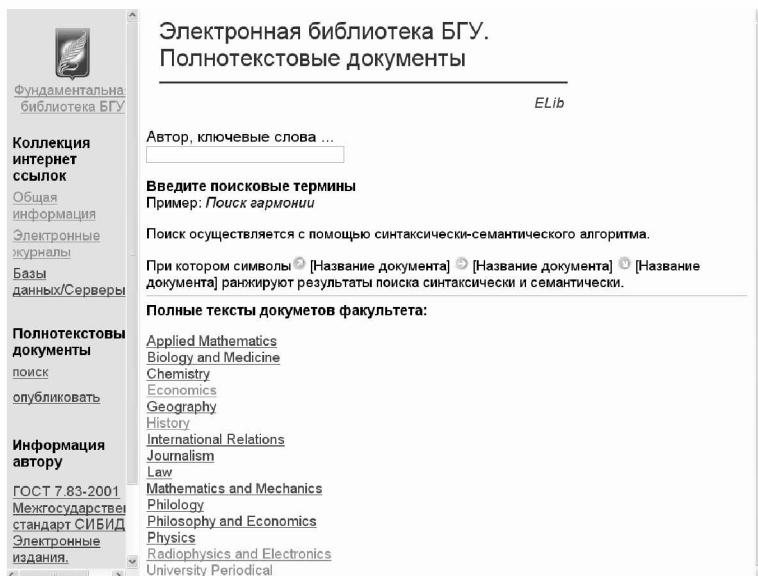 Фундаментальна
библиотека БГУ
Коллекция
интернет
ссылок
Общая
информация
Электронные
журналы
Базы
данных/Серверы
Полнотекстовы
документы
поиск
опубликовать
Информация
автору
ГОСТ 7.83-2001
Межгосударствен
стандарт СИБИД
Электронные
издания.
Электронная библиотека БГУ.
Полнотекстовые документы
ELib
Автор, ключевые слова ...
Введите поисковые термины
Пример: Поиск гармонии
Поиск осуществляется с помощью синтаксически-семантического алгоритма.
При котором символы [Название документа] [Название документа] [Название
документа] ранжируют результаты поиска синтаксически и семантически.
Полные тексты докуметов факультета:
Applied Mathematics
Biology and Medicine
Chemistry
Economics
Geography
History
International Relations
Journalism
Law
Mathematics and Mechanics
Philology
Philosophy and Economics
Physics
Radiophysics and Electronics
University Periodical